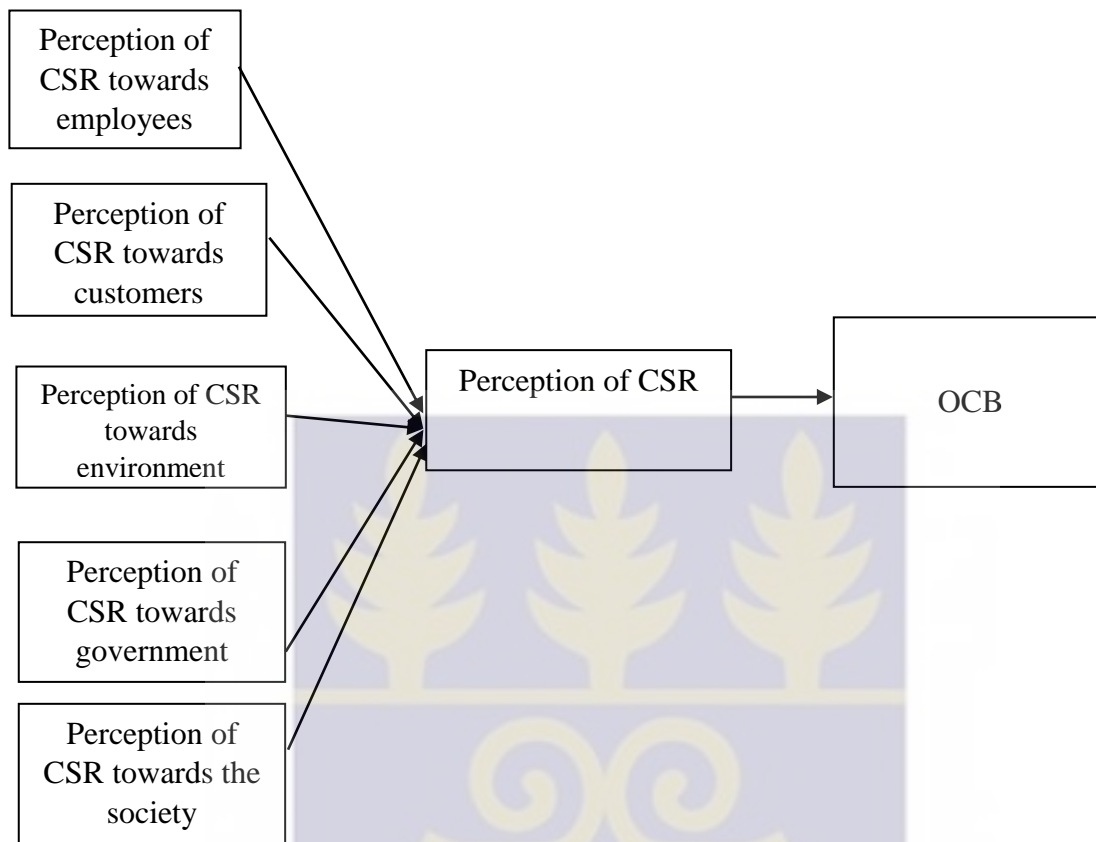 Perception of
CSR towards
employees
Perception of
CSR towards
customers
Perception of CSR
towards
environment
Perception of
CSR towards
government
Perception of
CSR towards the
society
Perception of CSR
OCB